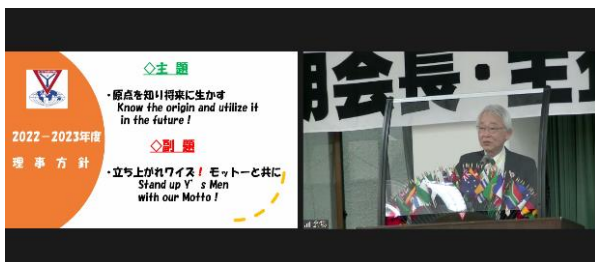 2022-2023年度
理事方針
◇主 題
・原点を知り将来に生かす
Know the origin and utilize it
in the future!
◇副 題
・立ち上がれワイズ! モットーと共に
Stand up Y's Men
with our Motto!
期会長・主